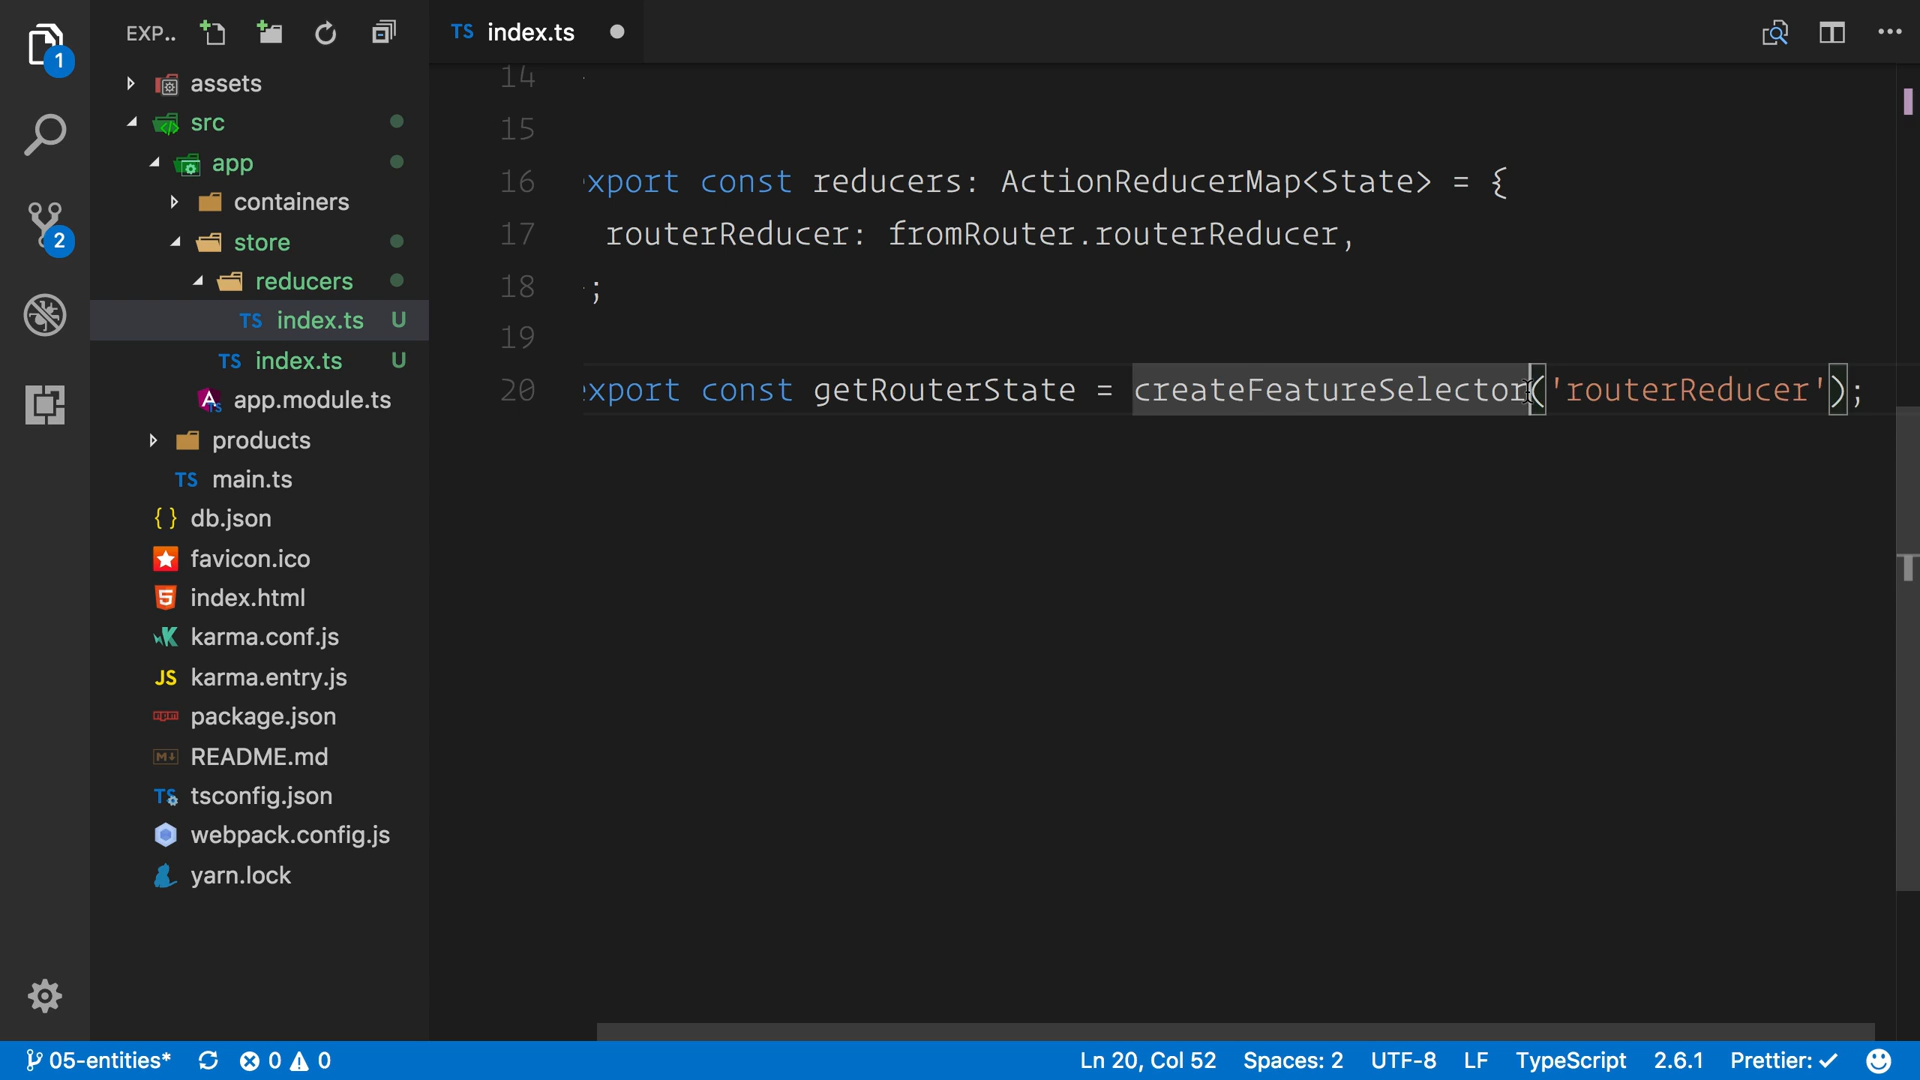 EXP..
TS index.ts
1
assets
src
app
containers
2
store
reducers
TS index.ts U
TS index.ts U
app.module.ts
products
TS main.ts
{ } db.json
favicon.ico
5 index.html
K karma.conf.js
JS karma.entry.js
npm package.json
M README.md
TS tsconfig.json
webpack.config.js
yarn.lock
14
15
16 xport const reducers: ActionReducerMap<State> = {
17 routerReducer: fromRouter.routerReducer,
18 ;
19
20 xport const getRouterState = createFeatureSelector('routerReducer');
05-entities* 0 0 Ln 20, Col 52 Spaces: 2 UTF-8 LF TypeScript 2.6.1 Prettier: ✓